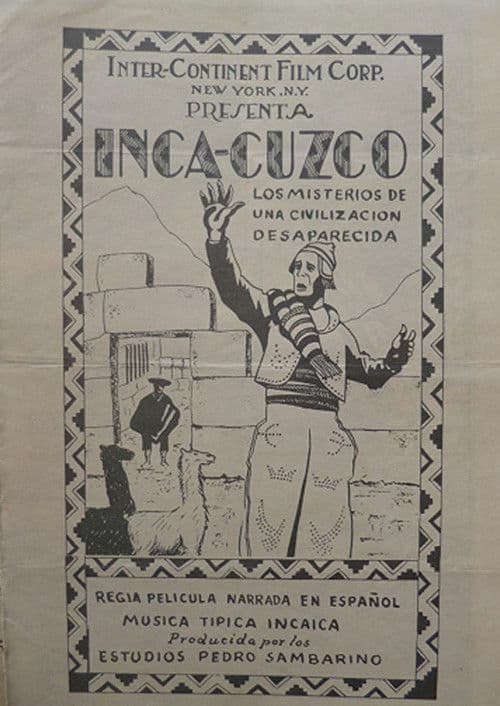 INTER-CONTINENT FILM CORP.
NEW YORK, N.Y.
PRESENTA
INCA-CUZCO
LOS MISTERIOS DE
UNA CIVILIZACION
DESAPARECIDA
REGIA PELICULA NARRADA EN ESPAÑOL
MUSICA TIPICA INCAICA
Producida por los
ESTUDIOS PEDRO SAMBARINO